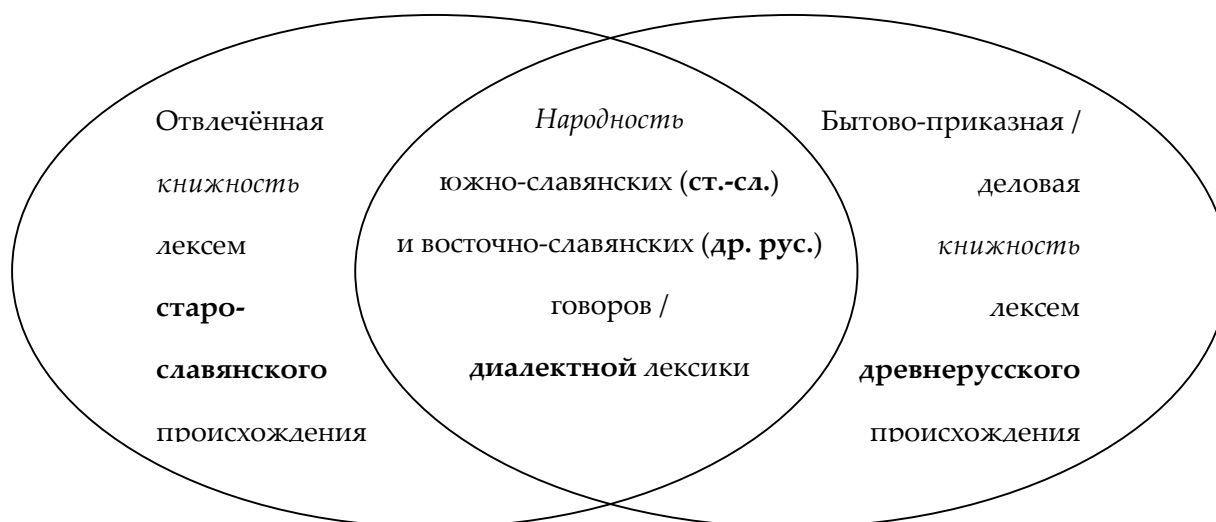 Отвлечённая
книжность
лексем
старо-
славянского
происхождения
Народность
южно-славянских (ст.-сл.)
и восточно-славянских (др. рус.)
говоров /
диалектной лексики
Бытово-приказная /
деловая
книжность
лексем
древнерусского
происхождения